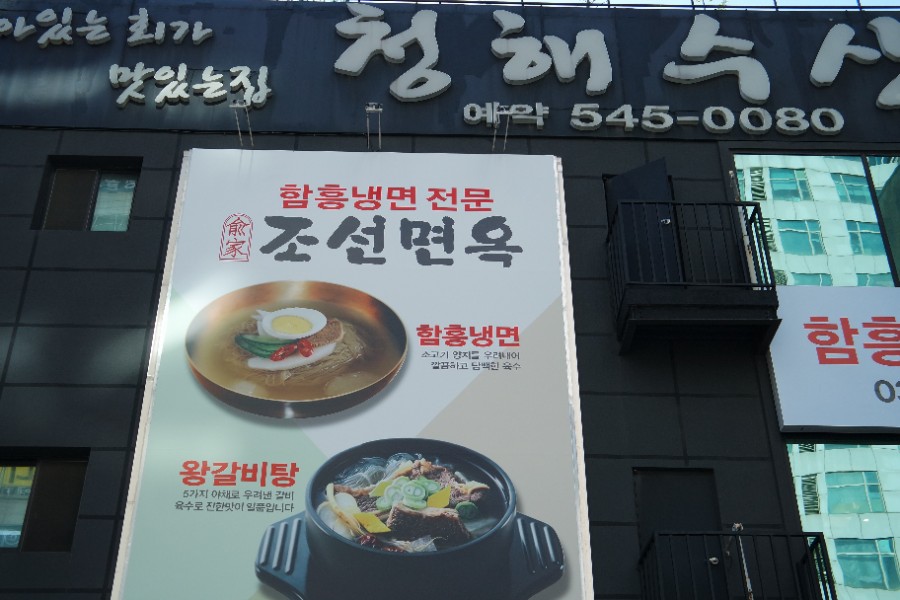 아있는 회가
맛있는집
청해수산
예약 545-0080
함흥냉면 전문
兪家
조선면옥
함흥냉면
소고기 양지를 우려내어
깔끔하고 담백한 육수
왕갈비탕
5가지 야채로 우려낸 갈비
육수로 진한맛이 일품입니다
함흥
03